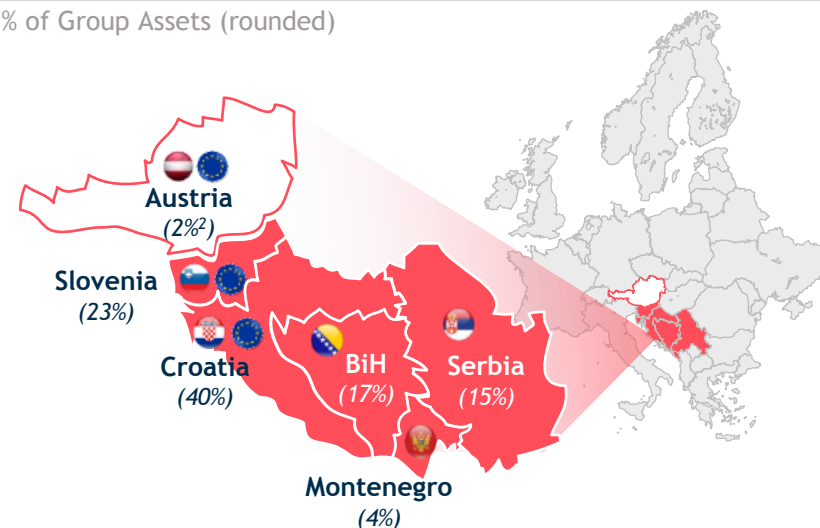 % of Group Assets (rounded)
Austria
(2%²)
Slovenia
(23%)
Croatia
(40%)
BiH
(17%)
Serbia
(15%)
Montenegro
(4%)